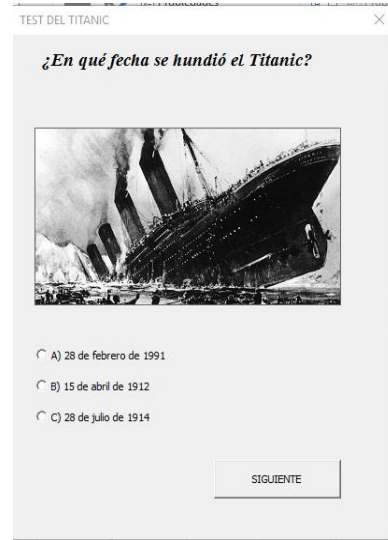 TEST DEL TITANIC
¿En qué fecha se hundió el Titanic?
A) 28 de febrero de 1991
B) 15 de abril de 1912
C) 28 de julio de 1914
SIGUIENTE